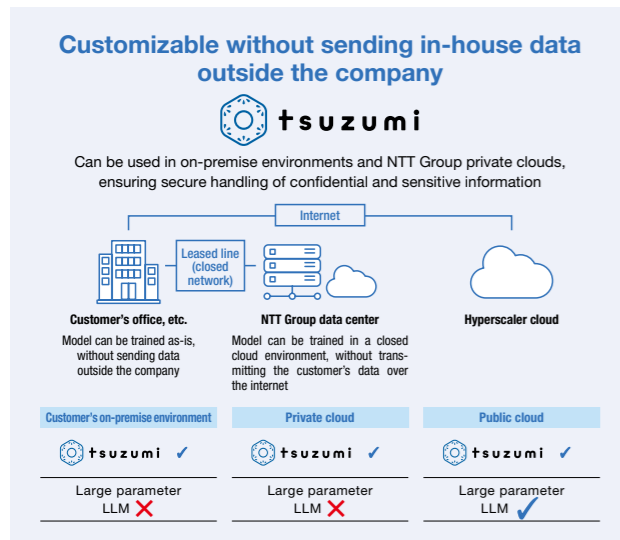 Customizable without sending in-house data
outside the company
tsuzumi
Can be used in on-premise environments and NTT Group private clouds,
ensuring secure handling of confidential and sensitive information
Internet
Leased line
(closed
network)
Customer's office, etc.
Model can be trained as-is,
without sending data
outside the company
NTT Group data center
Model can be trained in a closed
cloud environment, without trans-
mitting the customer's data over
the internet
Hyperscaler cloud
Customer's on-premise environment
Private cloud
Public cloud
tsuzumi ✓
tsuzumi ✓
tsuzumi ✓
Large parameter
LLM ✕
Large parameter
LLM ✕
Large parameter
LLM ✓